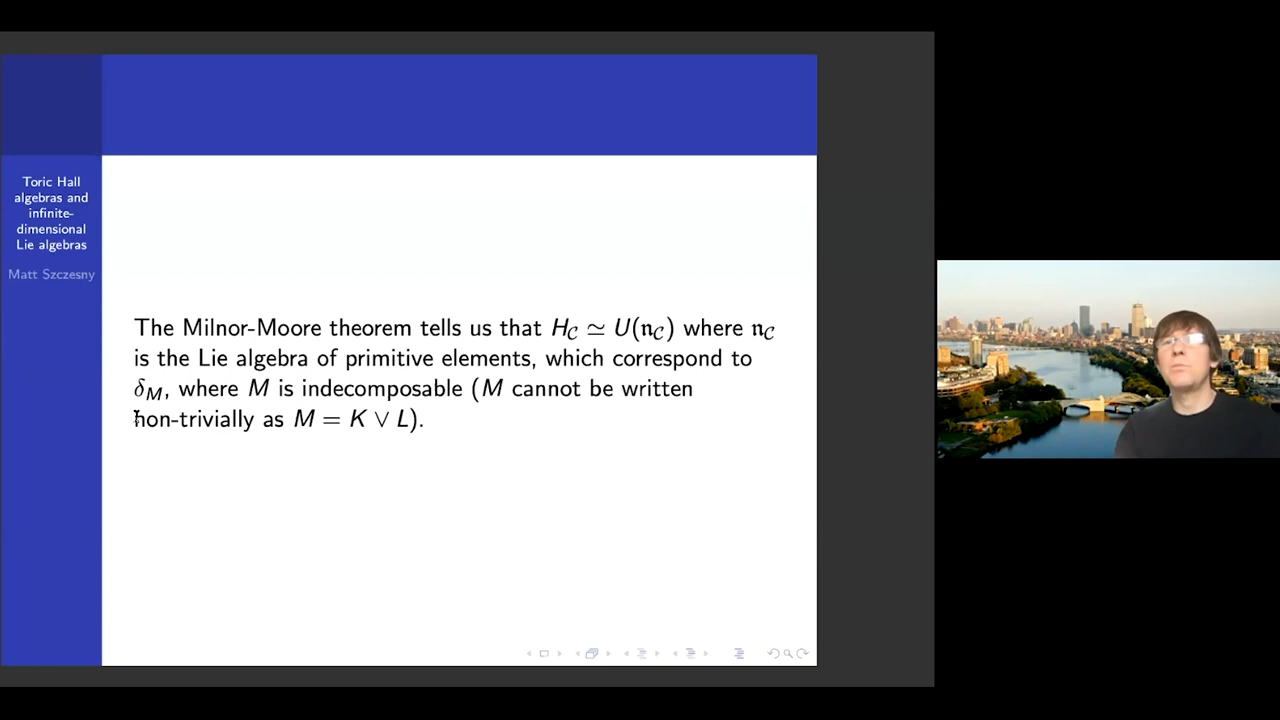 Toric Hall
algebras and
infinite-
dimensional
Lie algebras
Matt Szczesny
The Milnor-Moore theorem tells us that H_𝒞 ≃ U(𝔫_𝒞) where 𝔫_𝒞
is the Lie algebra of primitive elements, which correspond to
δ_M, where M is indecomposable (M cannot be written
non-trivially as M = K ∨ L).